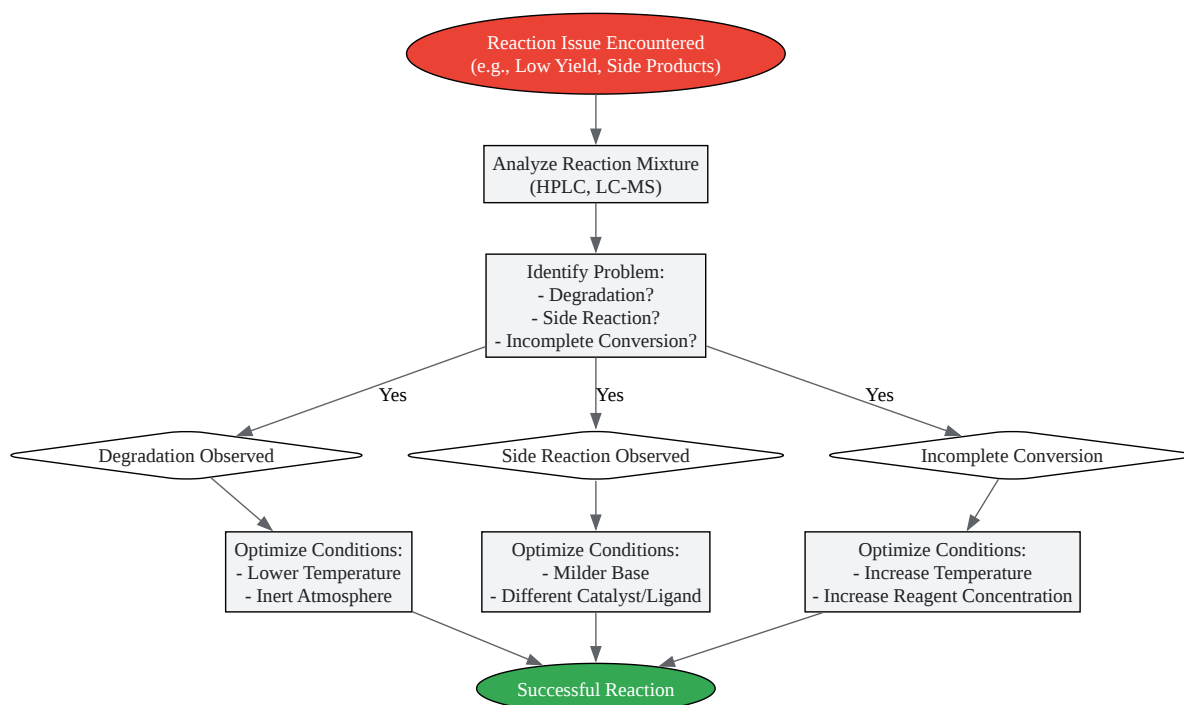 Reaction Issue Encountered
(e.g., Low Yield, Side Products)
Analyze Reaction Mixture
(HPLC, LC-MS)
Identify Problem:
- Degradation?
- Side Reaction?
- Incomplete Conversion?
Yes
Yes
Yes
Degradation Observed
Side Reaction Observed
Incomplete Conversion
Optimize Conditions:
- Lower Temperature
- Inert Atmosphere
Optimize Conditions:
- Milder Base
- Different Catalyst/Ligand
Optimize Conditions:
- Increase Temperature
- Increase Reagent Concentration
Successful Reaction